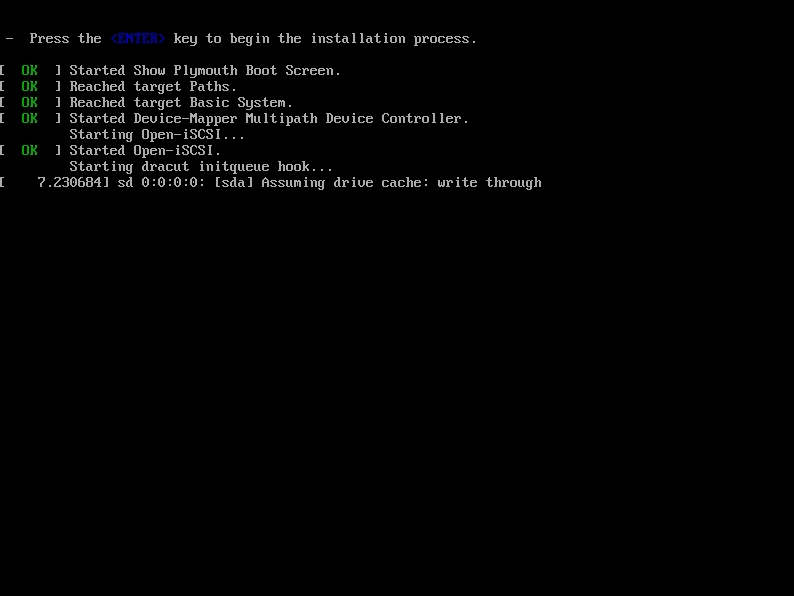 - Press the <ENTER> key to begin the installation process.
[ OK ] Started Show Plymouth Boot Screen.
[ OK ] Reached target Paths.
[ OK ] Reached target Basic System.
[ OK ] Started Device-Mapper Multipath Device Controller.
Starting Open-iSCSI...
[ OK ] Started Open-iSCSI.
Starting dracut initqueue hook...
[ 7.230684] sd 0:0:0:0: [sda] Assuming drive cache: write through